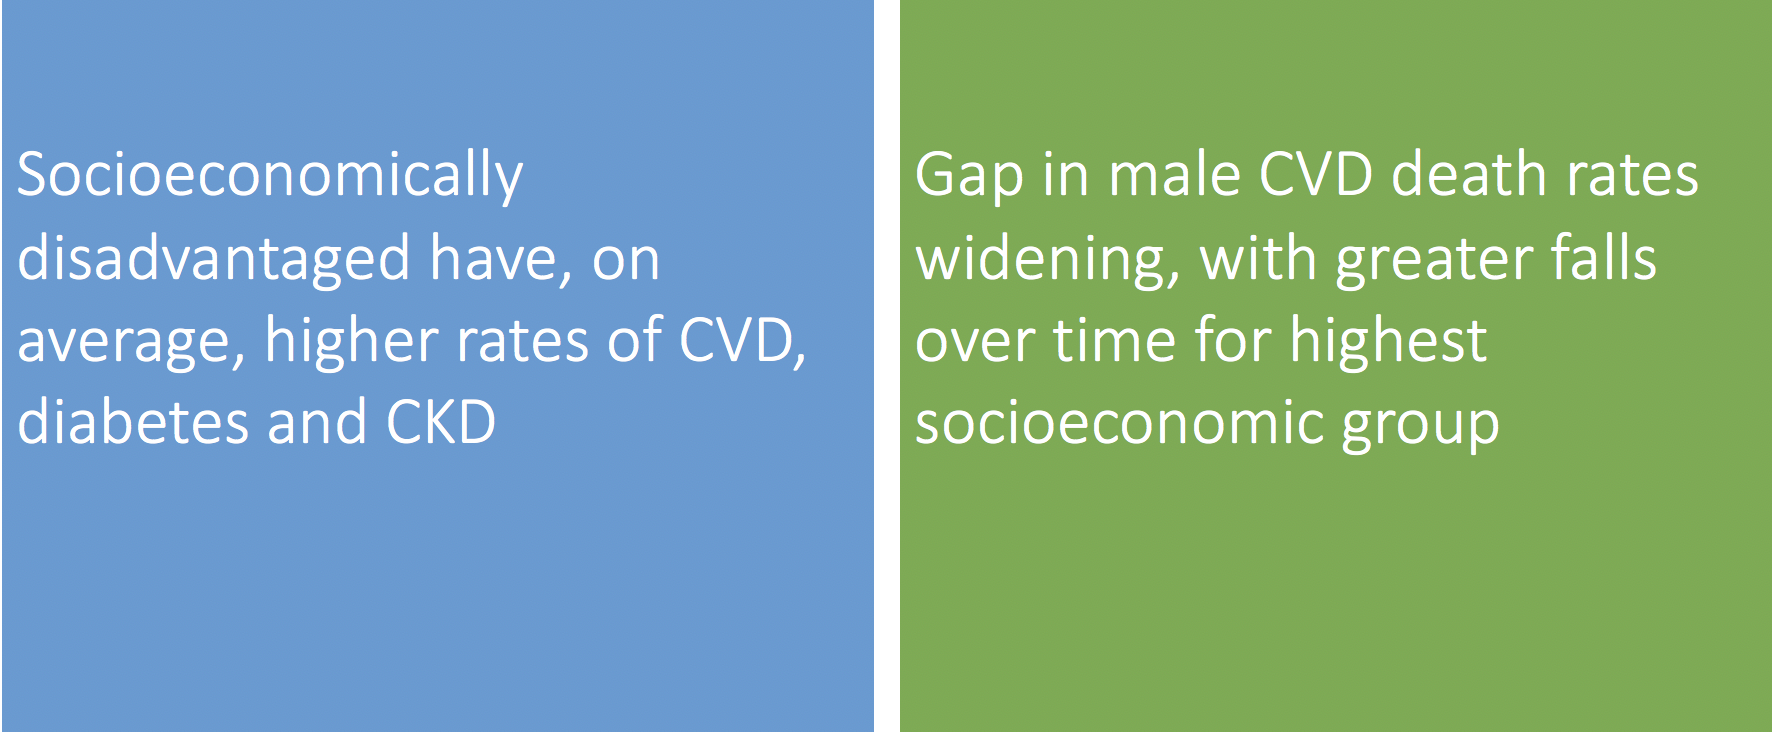 Socioeconomically
disadvantaged have, on
average, higher rates of CVD,
diabetes and CKD
Gap in male CVD death rates
widening, with greater falls
over time for highest
socioeconomic group